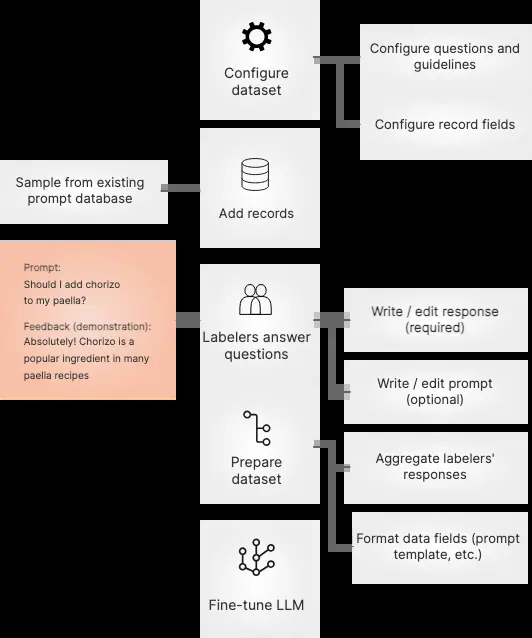 Configure
dataset
Configure questions and
guidelines
Configure record fields
Sample from existing
prompt database
Add records
Prompt:
Should I add chorizo
to my paella?
Feedback (demonstration):
Absolutely! Chorizo is a
popular ingredient in many
paella recipes
Labelers answer
questions
Write / edit response
(required)
Write / edit prompt
(optional)
Prepare
dataset
Aggregate labelers'
responses
Format data fields (prompt
template, etc.)
Fine-tune LLM